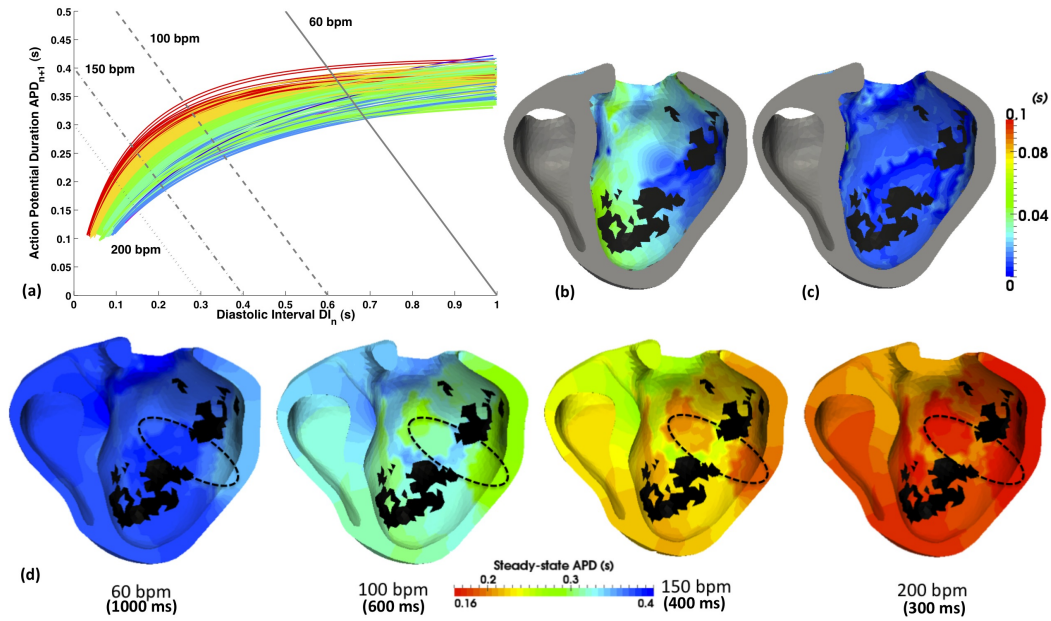 0.5
0.45
0.4
0.35
0.3
0.25
0.2
0.15
0.1
0.05
0
Action Potential Duration APDn+1 (s)
60 bpm
100 bpm
150 bpm
200 bpm
0 0.1 0.2 0.3 0.4 0.5 0.6 0.7 0.8 0.9 1
Diastolic Interval DIn (s)
(a)
(b)
(c)
(s)
0.1
0.08
0.04
0
(d)
Steady-state APD (s)
0.2 0.3
0.16 0.4
60 bpm
(1000 ms)
100 bpm
(600 ms)
150 bpm
(400 ms)
200 bpm
(300 ms)